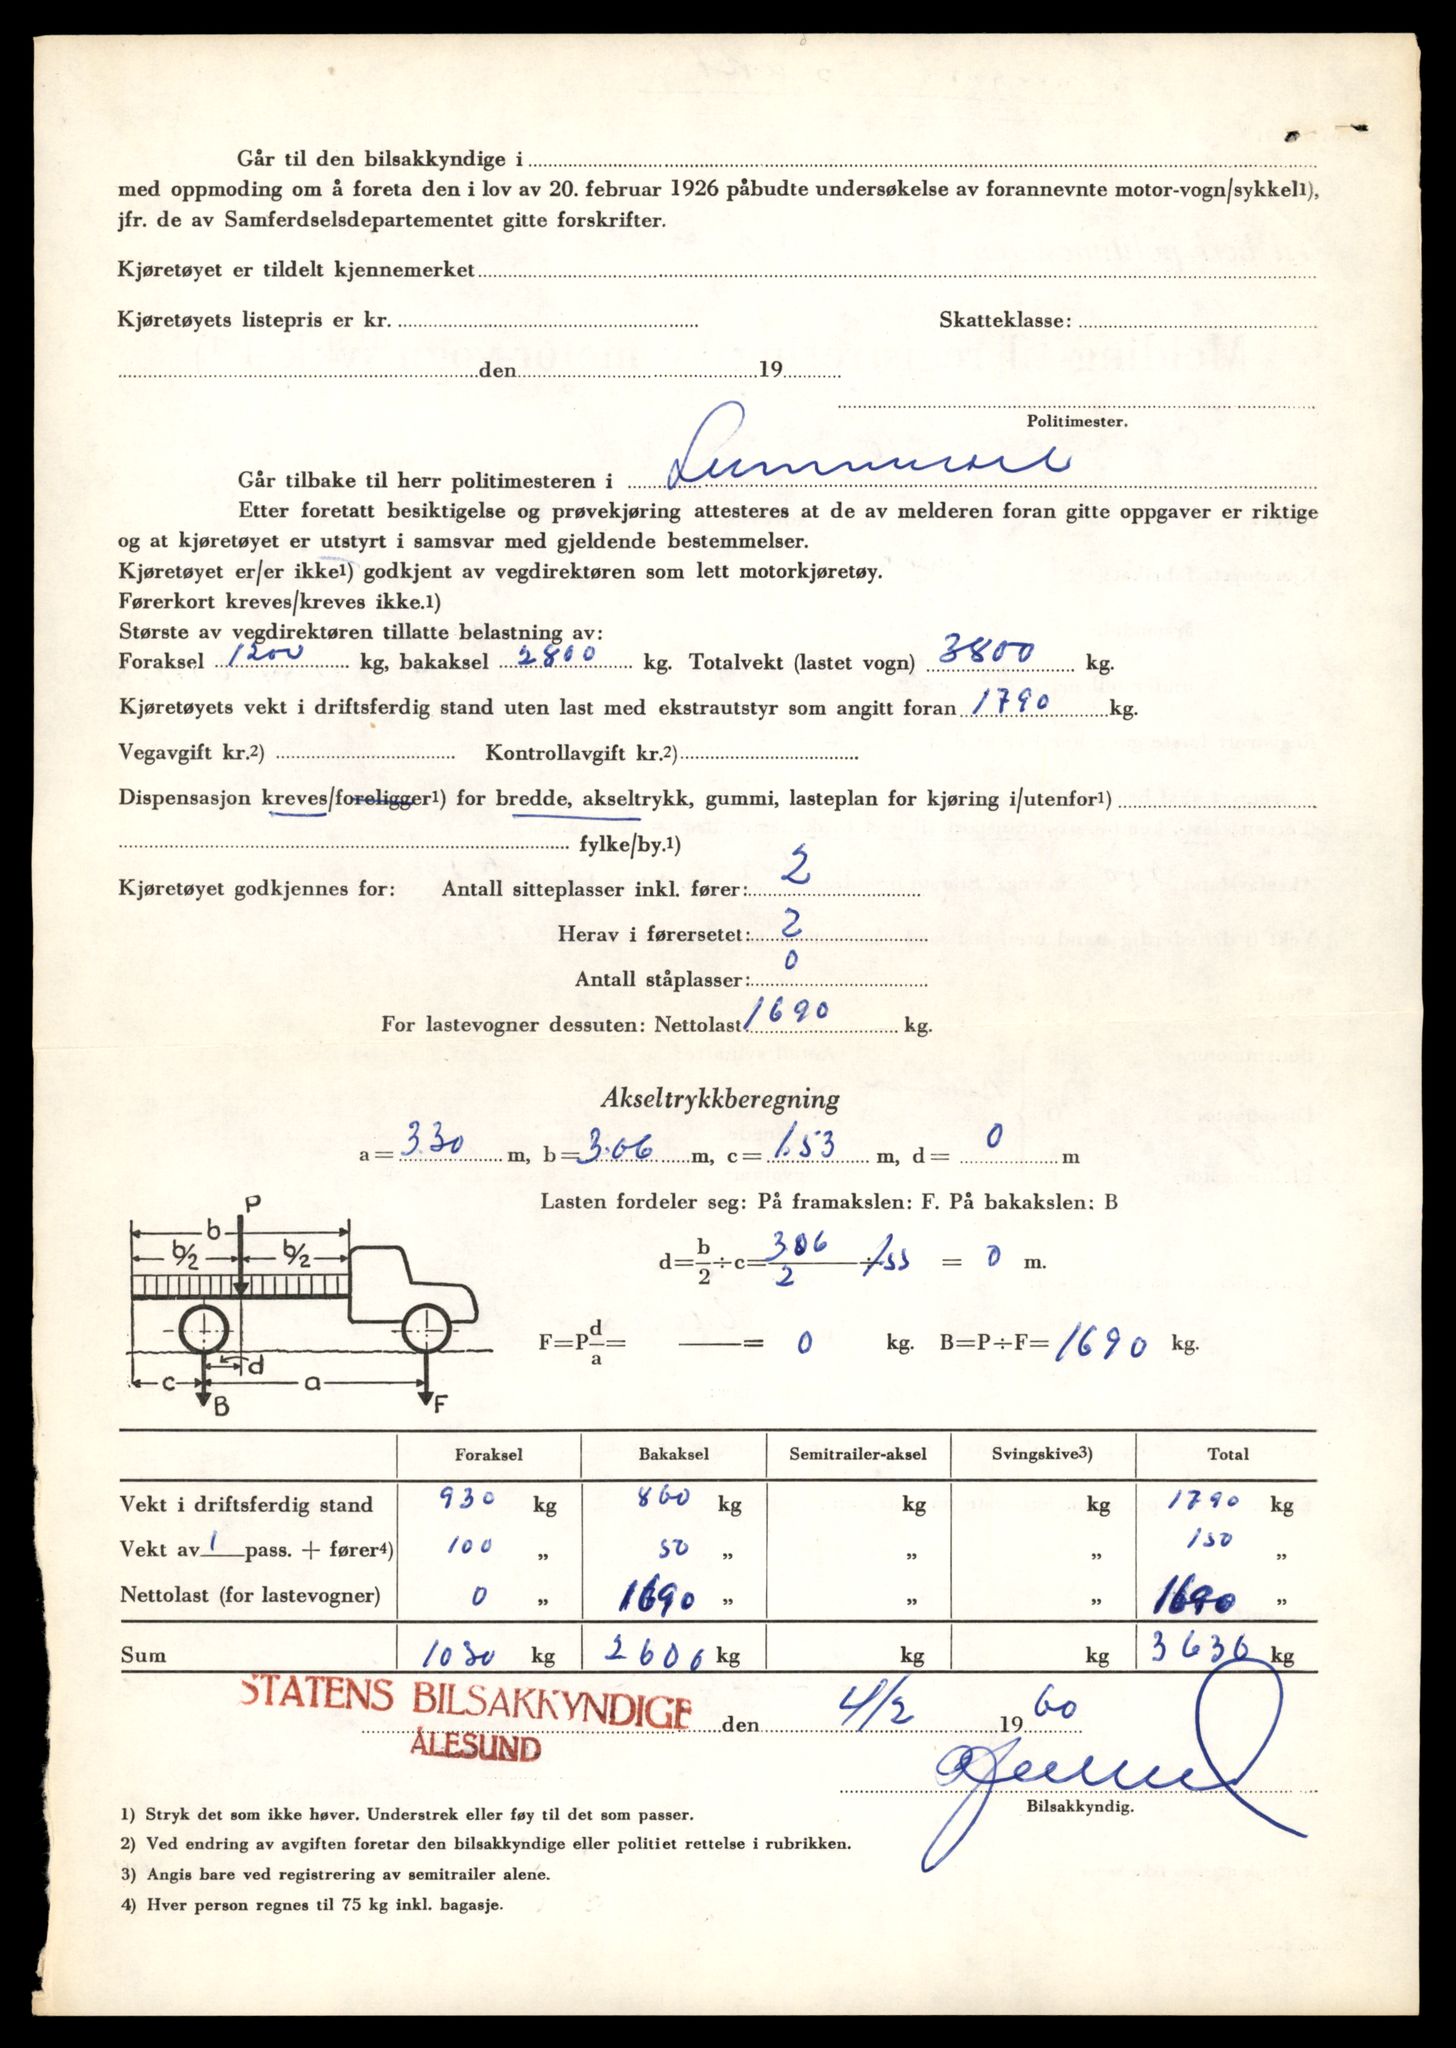 Går til den bilsakkyndige i
med oppmoding om å foreta den i lov av 20. februar 1926 påbudte undersøkelse av forannevnte motor-vogn/sykkel1),
jfr. de av Samferdselsdepartementet gitte forskrifter.
Kjøretøyet er tildelt kjennemerket
Kjøretøyets listepris er kr. Skatteklasse:
den 19
Politimester.
Går tilbake til herr politimesteren i
Etter foretatt besiktigelse og prøvekjøring attesteres at de av melderen foran gitte oppgaver er riktige
og at kjøretøyet er utstyrt i samsvar med gjeldende bestemmelser.
Kjøretøyet er/er ikke1) godkjent av vegdirektøren som lett motorkjøretøy.
Førerkort kreves/kreves ikke.1)
Største av vegdirektøren tillatte belastning av:
Foraksel 1200 kg, bakaksel 2800 kg. Totalvekt (lastet vogn) 3800 kg.
Kjøretøyets vekt i driftsferdig stand uten last med ekstrautstyr som angitt foran 1790 kg.
Vegavgift kr.2) Kontrollavgift kr.2)
Dispensasjon kreves/foreligger1) for bredde, akseltrykk, gummi, lasteplan for kjøring i/utenfor1)
fylke/by.1)
Kjøretøyet godkjennes for: Antall sitteplasser inkl. fører: 2
Herav i førersetet: 2
Antall ståplasser: 0
For lastevogner dessuten: Nettolast 1690 kg.
Akseltrykkberegning
a= 3.30 m, b= 3.06 m, c= 1.53 m, d= 0 m
Lasten fordeler seg: På framakslen: F. På bakakslen: B
d=b/2÷c= 3.06/2 ÷ 1.53 = 0 m.
F=P d/a= = 0 kg. B=P÷F= 1690 kg.
P
b
b/2 b/2
d
c a
B F
Foraksel Bakaksel Semitrailer-aksel Svingskive3) Total
Vekt i driftsferdig stand 930 kg 860 kg kg kg 1790 kg
Vekt av 1 pass. + fører4) 100 „ 50 „ „ „ 150 „
Nettolast (for lastevogner) 0 „ 1690 „ „ „ 1690 „
Sum 1030 kg 2600 kg kg kg 3630 kg
STATENS BILSAKKYNDIGE
ÅLESUND
den 4/2 1960
Bilsakkyndig.
1) Stryk det som ikke høver. Understrek eller føy til det som passer.
2) Ved endring av avgiften foretar den bilsakkyndige eller politiet rettelse i rubrikken.
3) Angis bare ved registrering av semitrailer alene.
4) Hver person regnes til 75 kg inkl. bagasje.